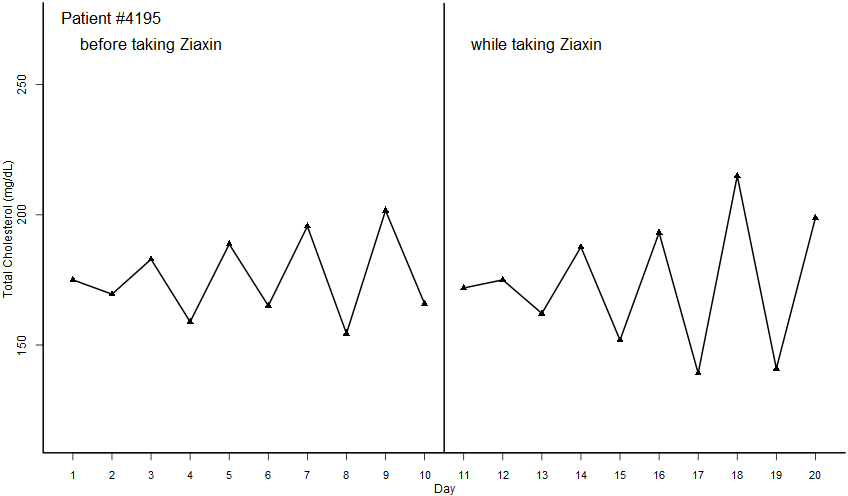 Patient #4195
before taking Ziaxin
while taking Ziaxin
Total Cholesterol (mg/dL)
250
200
150
1 2 3 4 5 6 7 8 9 10 11 12 13 14 15 16 17 18 19 20
Day